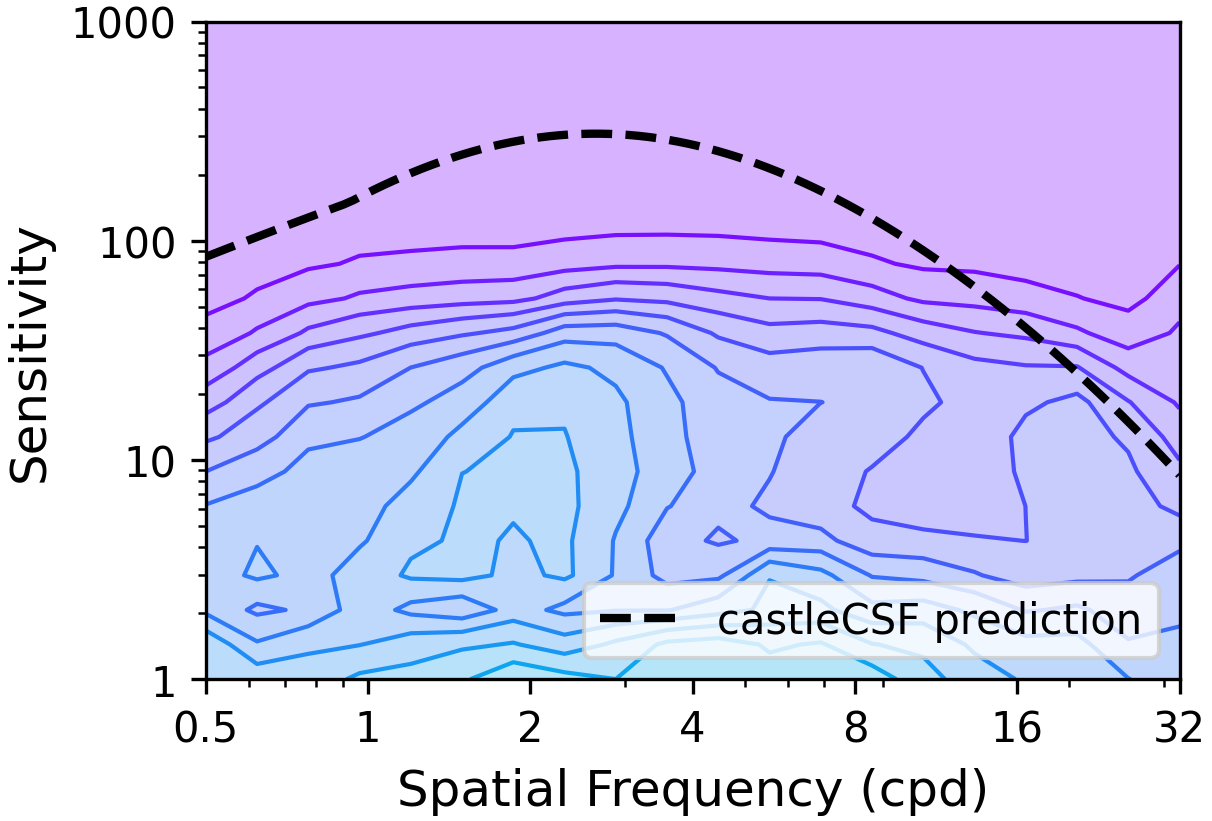 1000
100
10
1
Sensitivity
castleCSF prediction
0.5 1 2 4 8 16 32
Spatial Frequency (cpd)